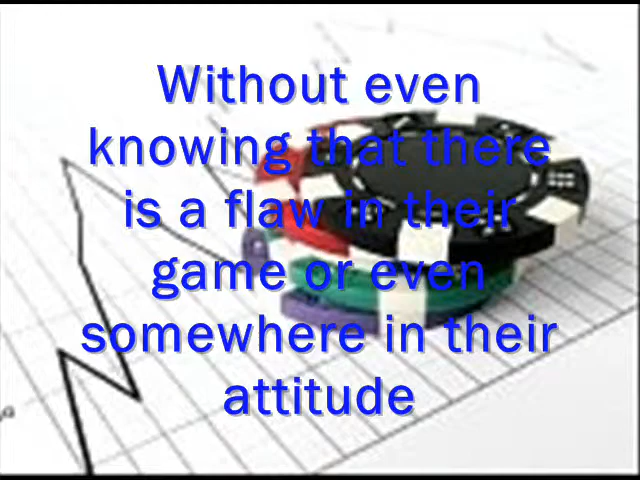 Without even
knowing that there
is a flaw in their
game or even
somewhere in their
attitude